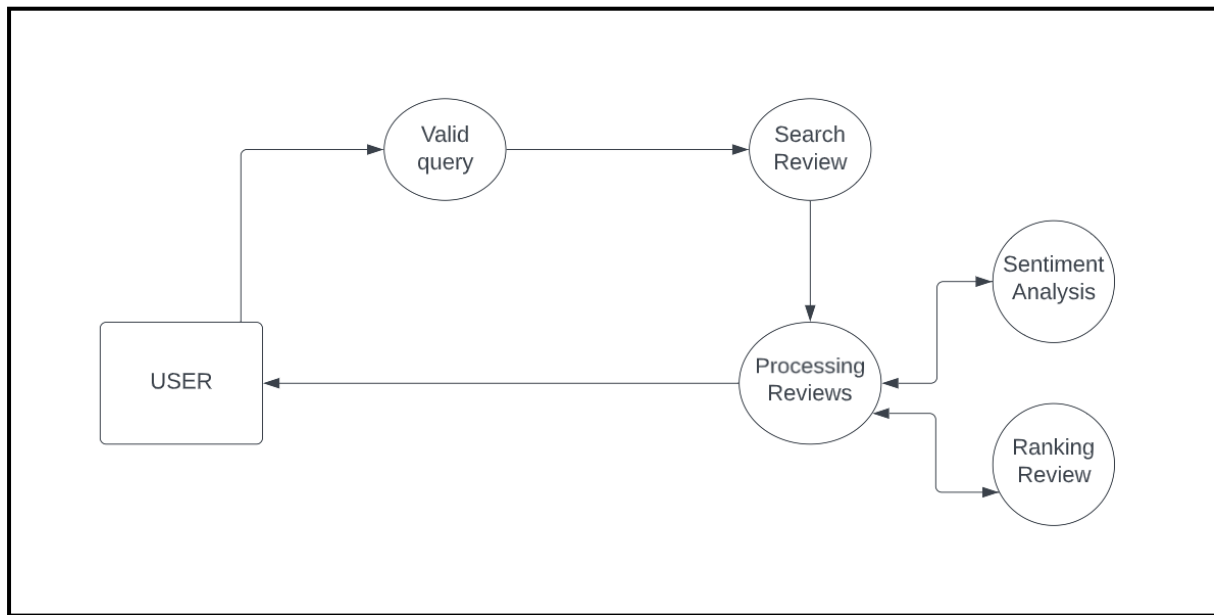 Valid
query
Search
Review
Sentiment
Analysis
USER
Processing
Reviews
Ranking
Review